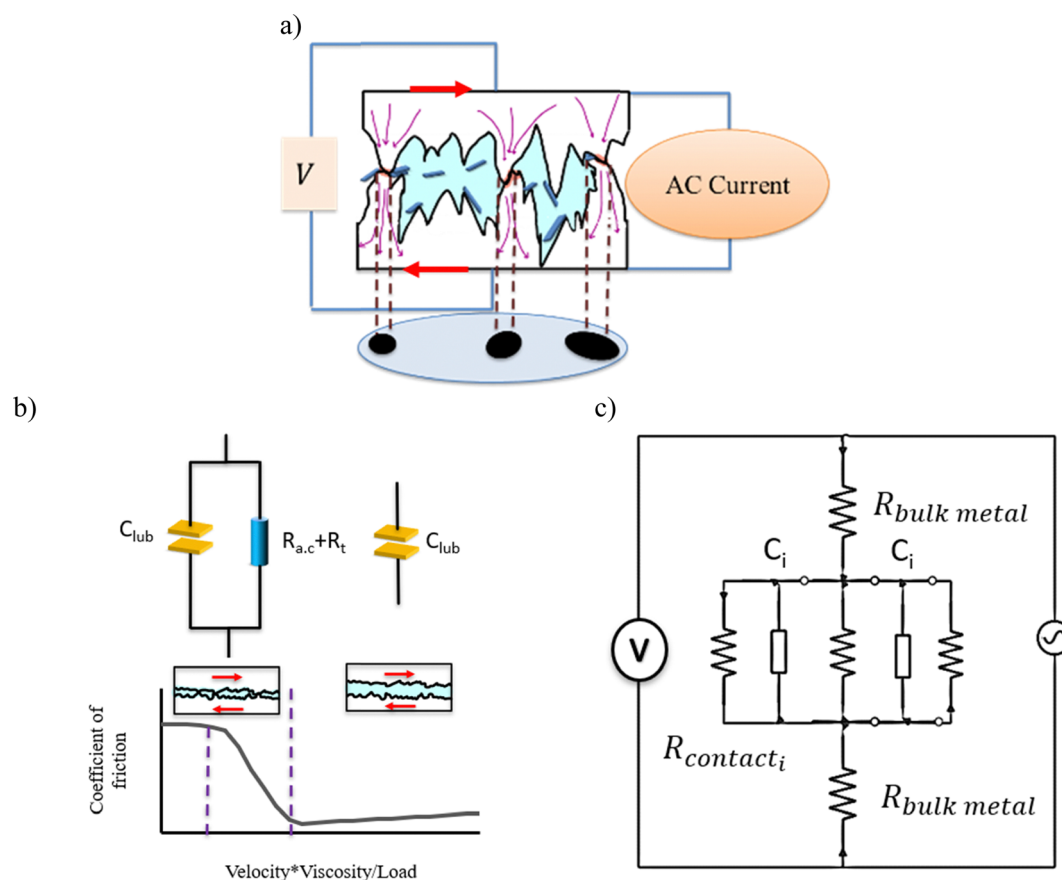 a)
V
AC Current
b)
C_lub
R_a.c+R_t
C_lub
Coefficient of
friction
Velocity*Viscosity/Load
c)
R_bulk metal
C_i
C_i
V
R_contact_i
R_bulk metal